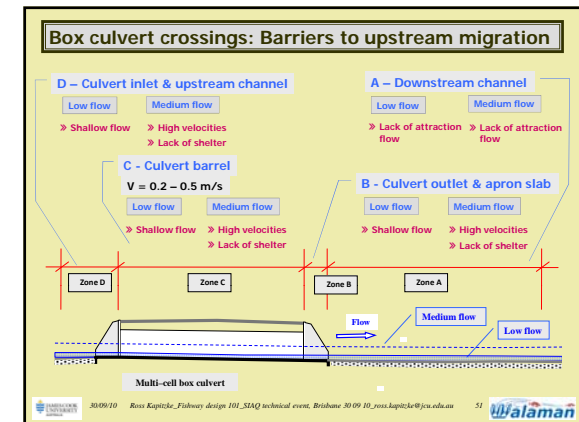 Box culvert crossings: Barriers to upstream migration
D – Culvert inlet & upstream channel
Low flow
Medium flow
» Shallow flow
» High velocities
» Lack of shelter
A – Downstream channel
Low flow
Medium flow
» Lack of attraction
flow
» Lack of attraction
flow
C - Culvert barrel
V = 0.2 – 0.5 m/s
Low flow
Medium flow
» Shallow flow
» High velocities
» Lack of shelter
B - Culvert outlet & apron slab
Low flow
Medium flow
» Shallow flow
» High velocities
» Lack of shelter
Zone D
Zone C
Zone B
Zone A
Flow
Medium flow
Low flow
Multi–cell box culvert
JAMES COOK
UNIVERSITY
AUSTRALIA
30/09/10 Ross Kapitzke_Fishway design 101_SIAQ technical event, Brisbane 30 09 10_ross.kapitzke@jcu.edu.au 51
Walaman